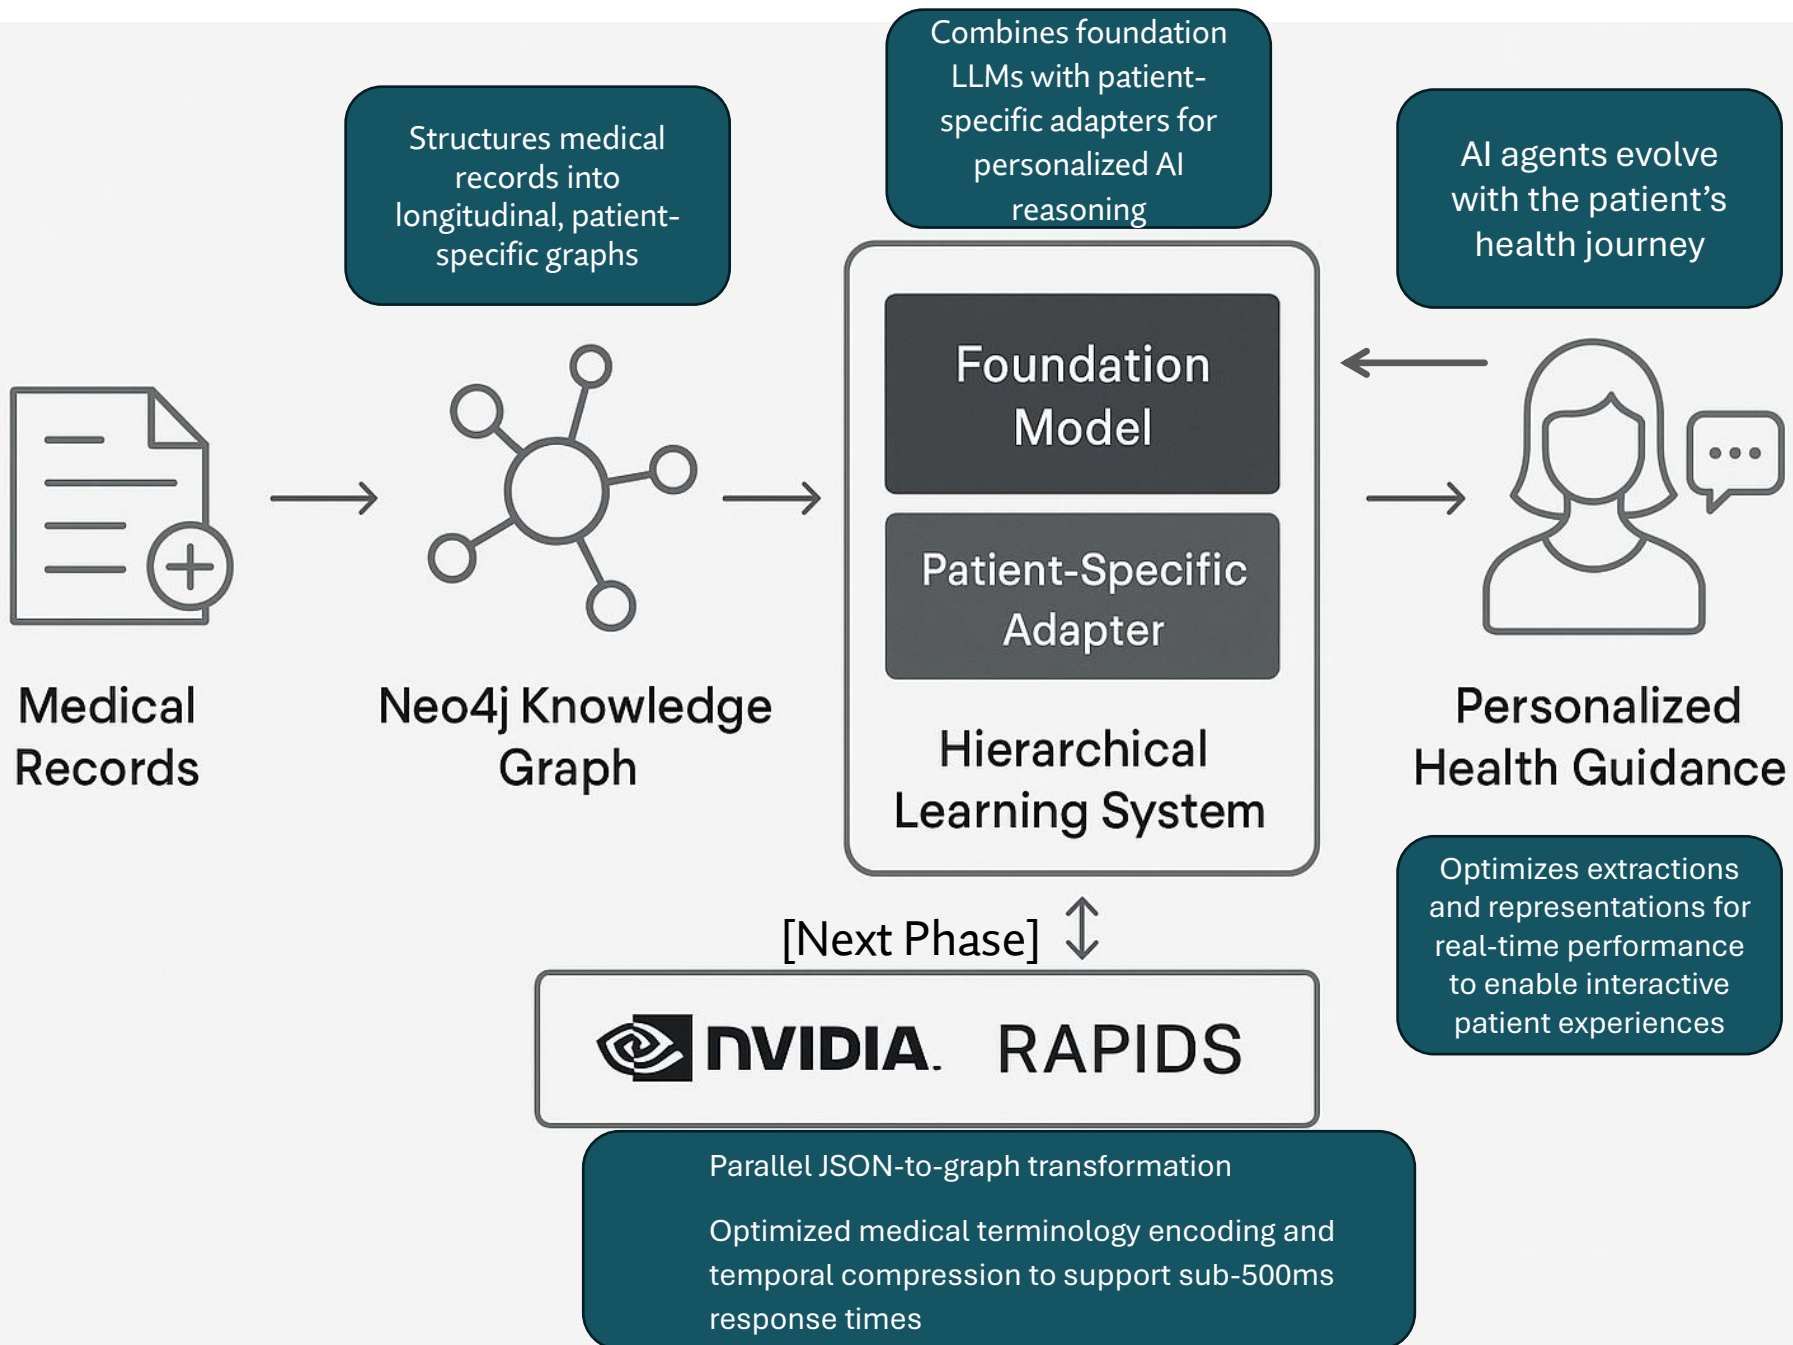 Combines foundation
LLMs with patient-
specific adapters for
personalized AI
reasoning
Structures medical
records into
longitudinal, patient-
specific graphs
AI agents evolve
with the patient’s
health journey
Foundation
Model
Patient-Specific
Adapter
Medical
Records
Neo4j Knowledge
Graph
Hierarchical
Learning System
Personalized
Health Guidance
Optimizes extractions
and representations for
real-time performance
to enable interactive
patient experiences
[Next Phase]
NVIDIA. RAPIDS
Parallel JSON-to-graph transformation
Optimized medical terminology encoding and
temporal compression to support sub-500ms
response times